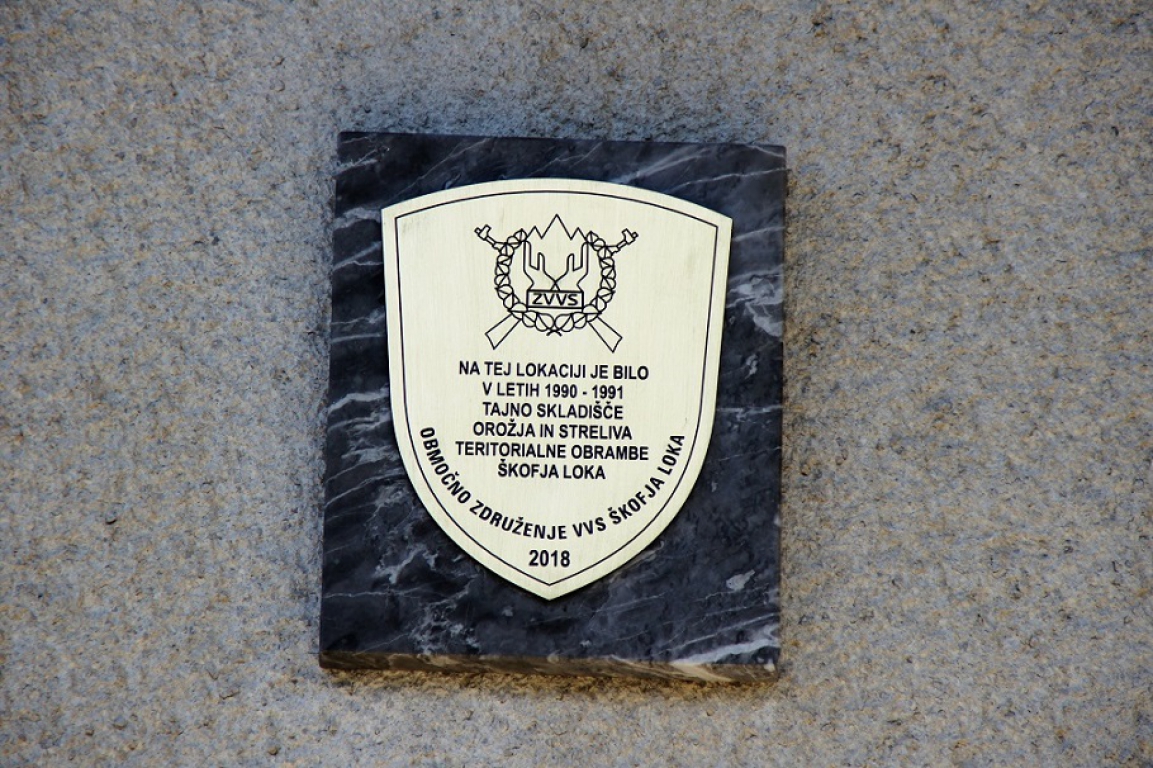 ZVVS
NA TEJ LOKACIJI JE BILO
V LETIH 1990 - 1991
TAJNO SKLADIŠČE
OROŽJA IN STRELIVA
TERITORIALNE OBRAMBE
ŠKOFJA LOKA
OBMOČNO ZDRUŽENJE VVS ŠKOFJA LOKA
2018